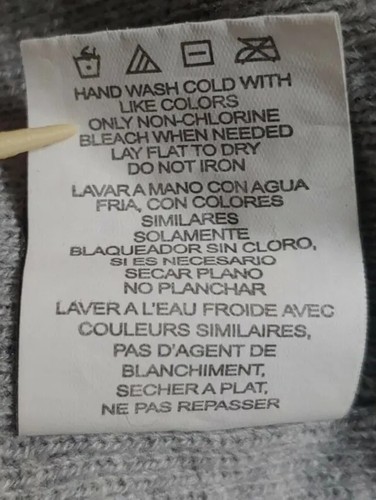 HAND WASH COLD WITH
LIKE COLORS
ONLY NON-CHLORINE
BLEACH WHEN NEEDED
LAY FLAT TO DRY
DO NOT IRON
LAVAR A MANO CON AGUA
FRIA, CON COLORES
SIMILARES
SOLAMENTE
BLAQUEADOR SIN CLORO,
SI ES NECESARIO
SECAR PLANO
NO PLANCHAR
LAVER A L'EAU FROIDE AVEC
COULEURS SIMILAIRES,
PAS D'AGENT DE
BLANCHIMENT,
SECHER A PLAT,
NE PAS REPASSER